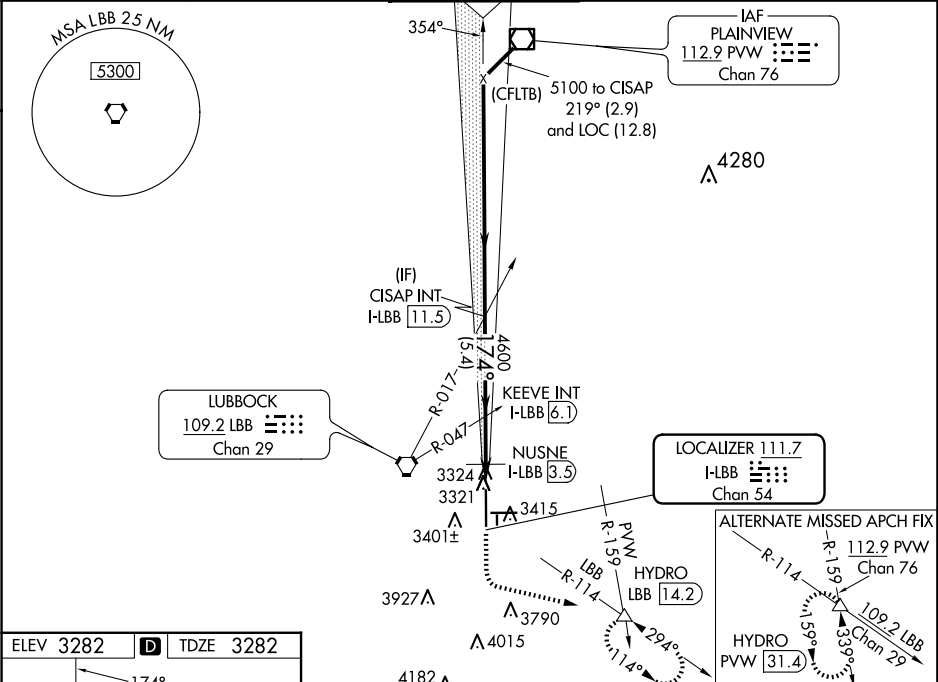 MSA LBB 25 NM
5300
354°
IAF
PLAINVIEW
112.9 PVW
Chan 76
(CFLTB)
5100 to CISAP
219° (2.9)
and LOC (12.8)
4280
(IF)
CISAP INT
I-LBB 11.5
4600
174°
(5.4)
R-017
R-047
KEEVE INT
I-LBB 6.1
LUBBOCK
109.2 LBB
Chan 29
NUSNE
I-LBB 3.5
3324
3321
3415
3401±
LOCALIZER 111.7
I-LBB
Chan 54
PVW
R-159
LBB
R-114
HYDRO
LBB 14.2
294°
114°
3927
3790
4015
4182
ALTERNATE MISSED APCH FIX
R-114
R-159
112.9 PVW
Chan 76
109.2 LBB
Chan 29
159°
339°
HYDRO
PVW 31.4
ELEV 3282 D TDZE 3282
174°